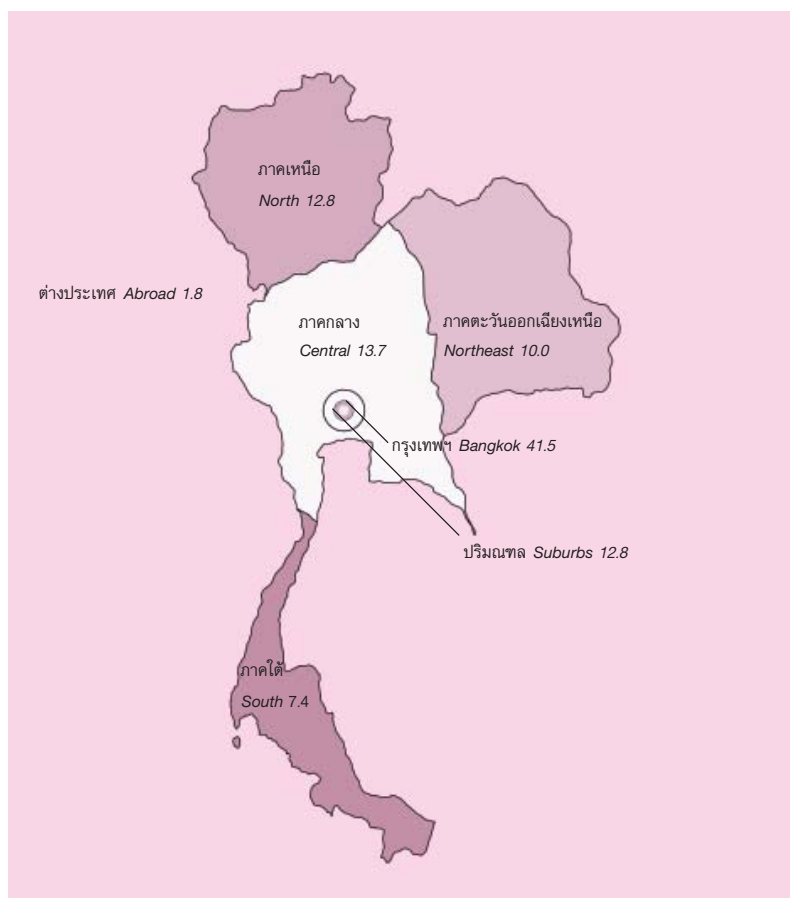 ภาคเหนือ
North 12.8
ต่างประเทศ Abroad 1.8
ภาคกลาง
Central 13.7
ภาคตะวันออกเฉียงเหนือ
Northeast 10.0
กรุงเทพฯ Bangkok 41.5
ปริมณฑล Suburbs 12.8
ภาคใต้
South 7.4